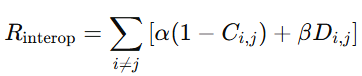 R_interop = ∑_{i≠j} [α(1 − C_{i,j}) + βD_{i,j}]